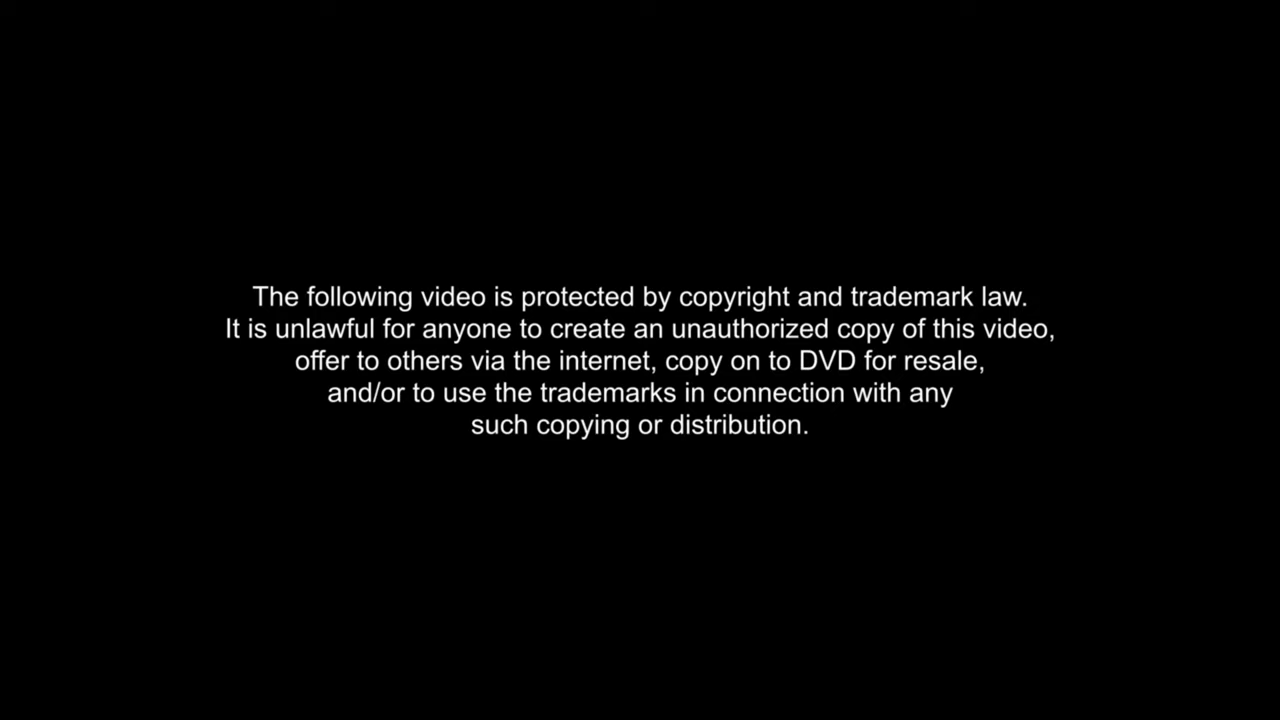 The following video is protected by copyright and trademark law.
It is unlawful for anyone to create an unauthorized copy of this video,
offer to others via the internet, copy on to DVD for resale,
and/or to use the trademarks in connection with any
such copying or distribution.